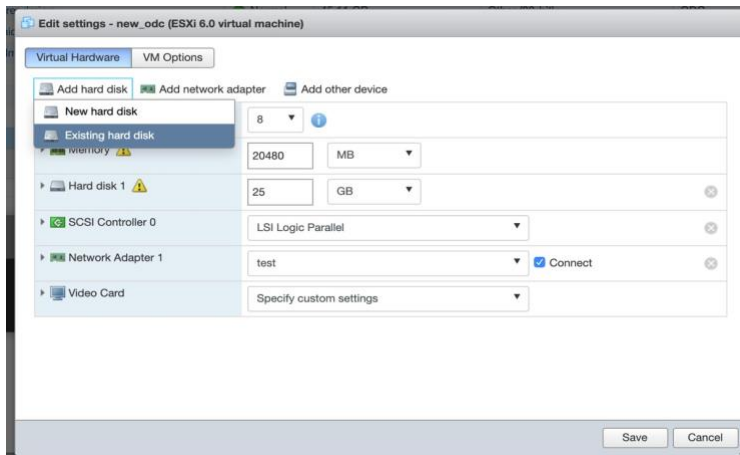 Edit settings - new_odc (ESXi 6.0 virtual machine)
Virtual Hardware VM Options
Add hard disk Add network adapter Add other device
New hard disk
Existing hard disk
8
Memory 20480 MB
Hard disk 1 25 GB
SCSI Controller 0 LSI Logic Parallel
Network Adapter 1 test Connect
Video Card Specify custom settings
Save Cancel